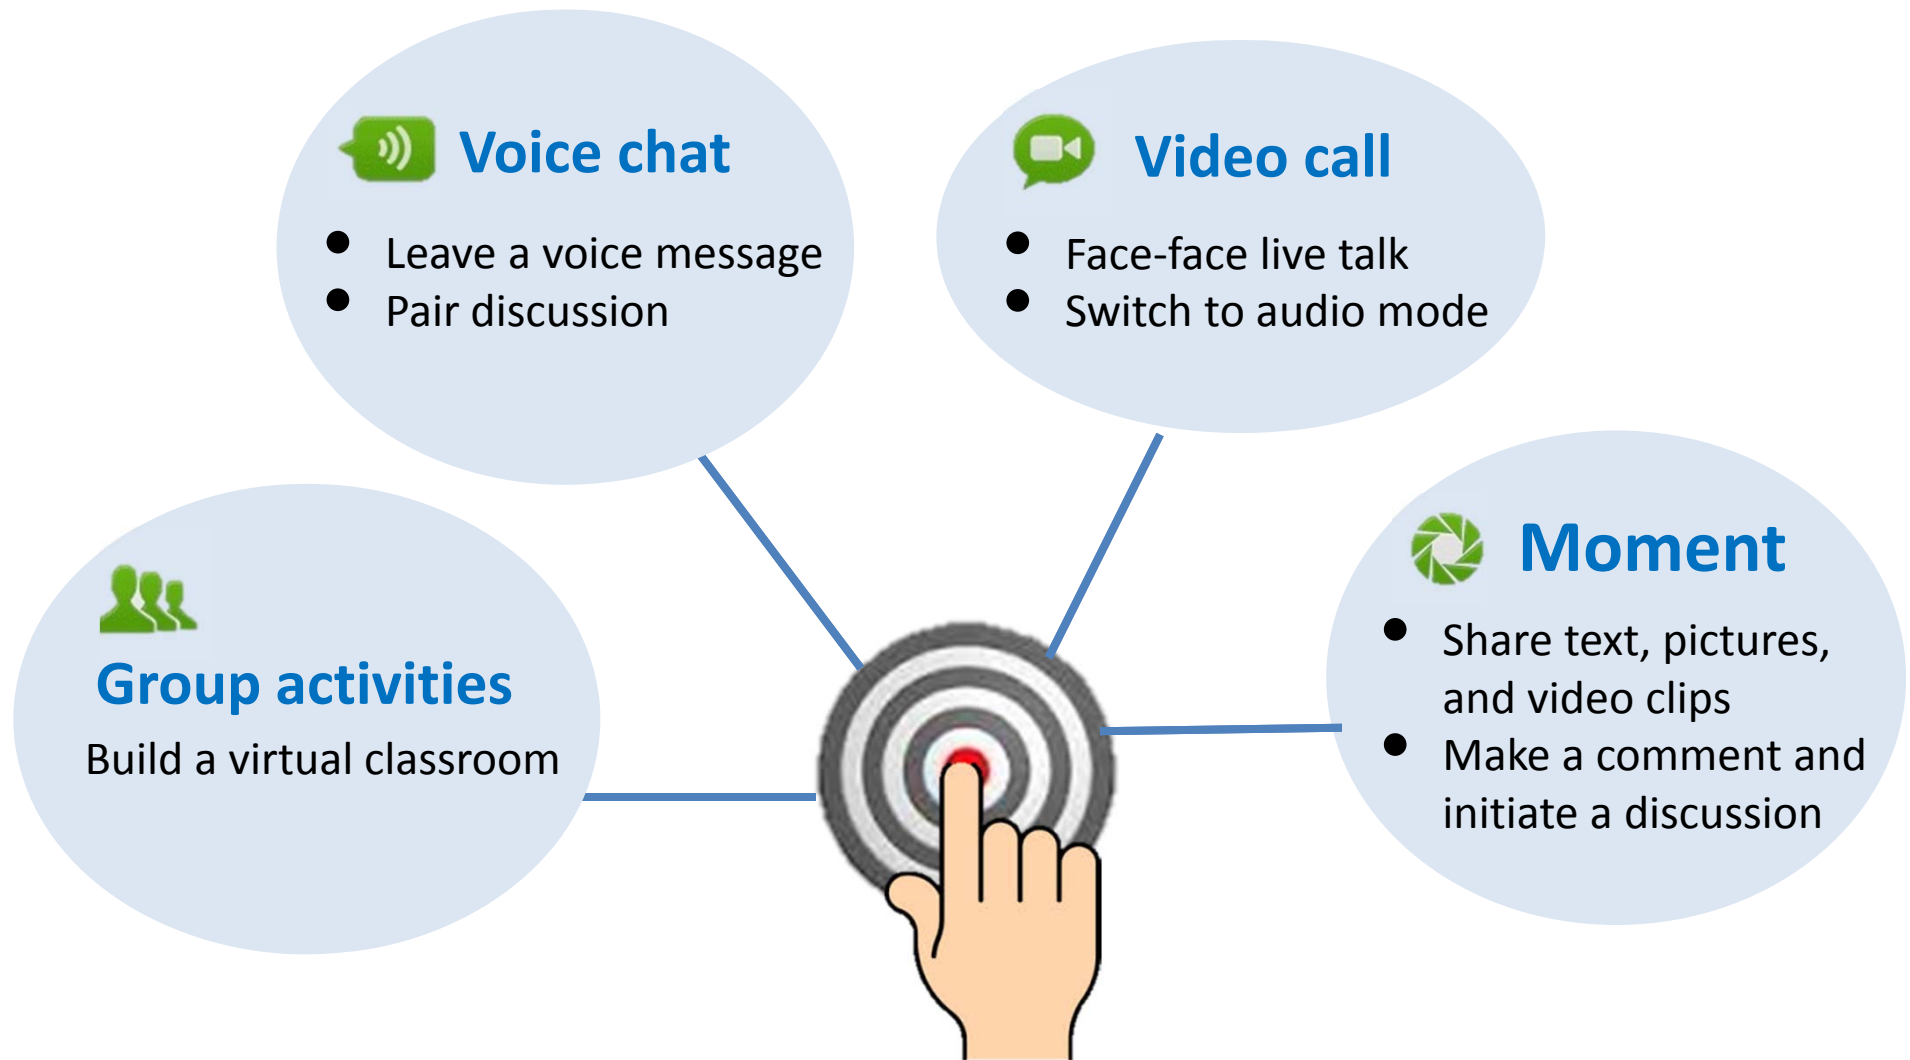 Voice chat
● Leave a voice message
● Pair discussion
Video call
● Face-face live talk
● Switch to audio mode
Group activities
Build a virtual classroom
Moment
● Share text, pictures,
and video clips
● Make a comment and
initiate a discussion